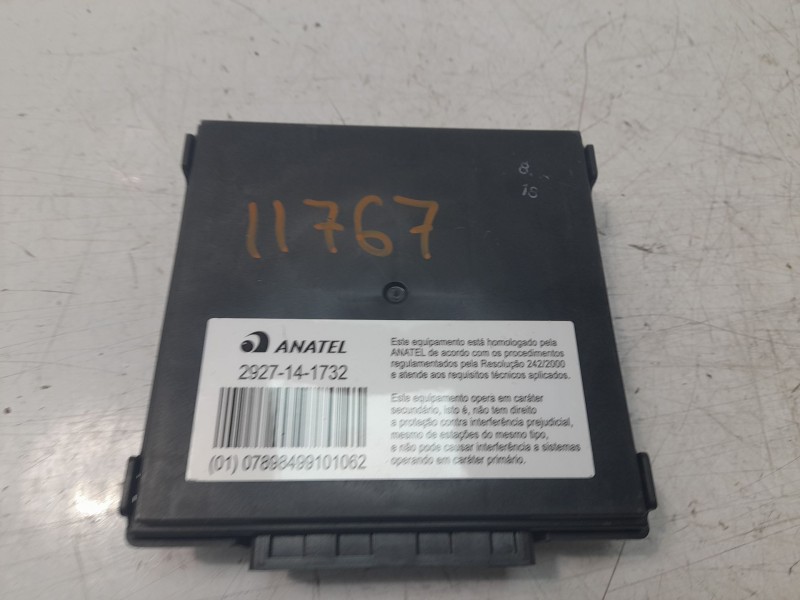 11767
ANATEL
2927-14-1732
(01) 07898499101062
Este equipamento está homologado pela
ANATEL de acordo com os procedimentos
regulamentados pela Resolução 242/2000
e atende aos requisitos técnicos aplicados.
Este equipamento opera em caráter
secundário, isto é, não tem direito
a proteção contra interferência prejudicial,
mesmo de estações do mesmo tipo,
e não pode causar interferência a sistemas
operando em caráter primário.